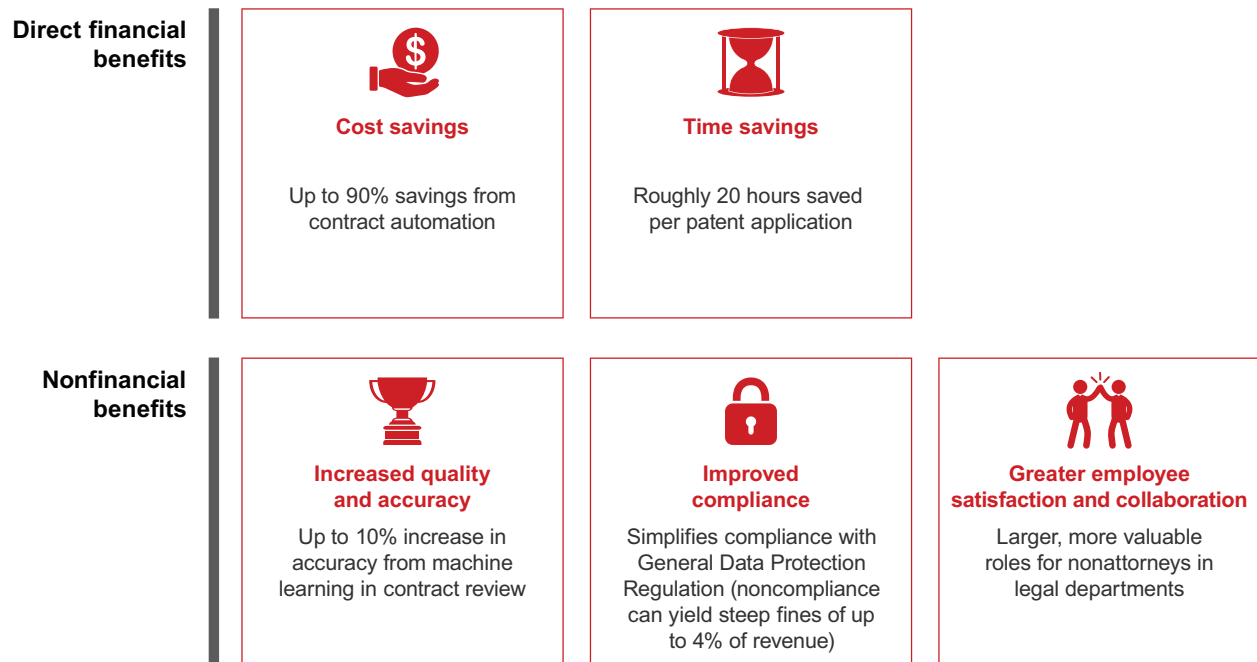 Direct financial
benefits
$
Cost savings
Up to 90% savings from
contract automation
Time savings
Roughly 20 hours saved
per patent application
Nonfinancial
benefits
Increased quality
and accuracy
Up to 10% increase in
accuracy from machine
learning in contract review
Improved
compliance
Simplifies compliance with
General Data Protection
Regulation (noncompliance
can yield steep fines of up
to 4% of revenue)
Greater employee
satisfaction and collaboration
Larger, more valuable
roles for nonattorneys in
legal departments